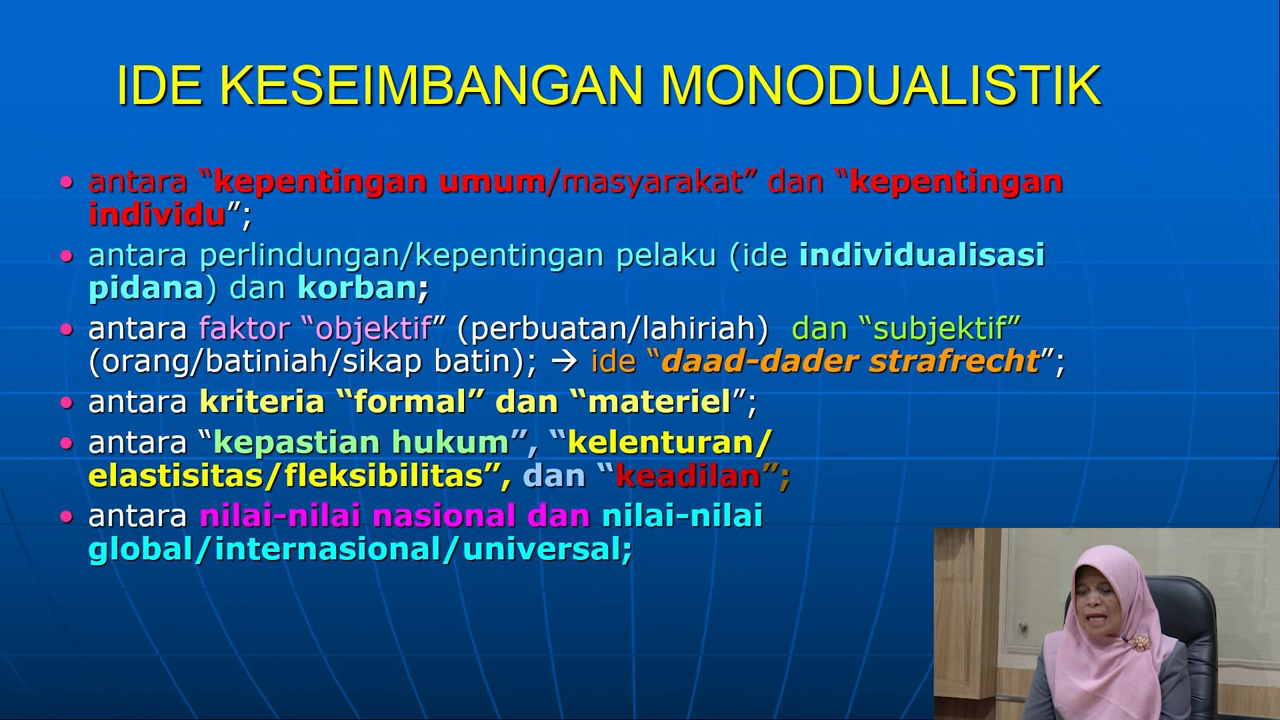 IDE KESEIMBANGAN MONODUALISTIK
• antara “kepentingan umum/masyarakat” dan “kepentingan
individu”;
• antara perlindungan/kepentingan pelaku (ide individualisasi
pidana) dan korban;
• antara faktor “objektif” (perbuatan/lahiriah) dan “subjektif”
(orang/batiniah/sikap batin); → ide “daad-dader strafrecht”;
• antara kriteria “formal” dan “materiel”;
• antara “kepastian hukum”, “kelenturan/
elastisitas/fleksibilitas”, dan “keadilan”;
• antara nilai-nilai nasional dan nilai-nilai
global/internasional/universal;